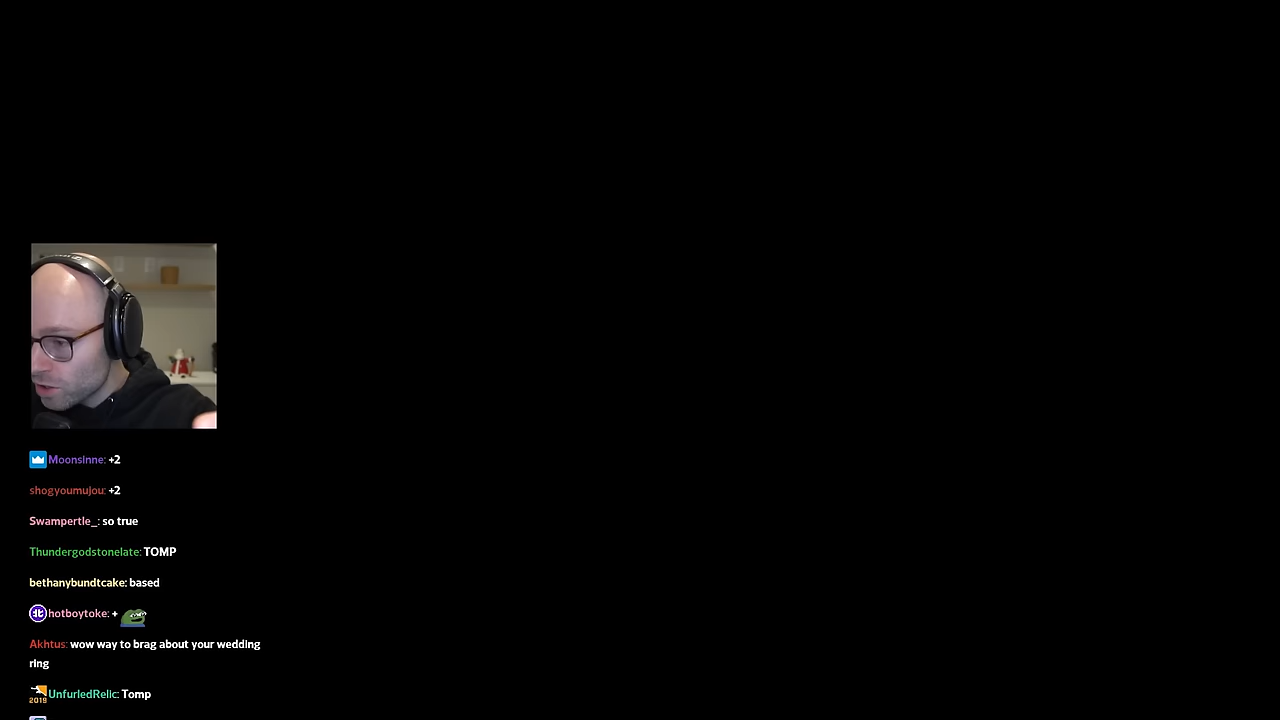 MoonsInne: +2
shogyoumujou: +2
Swampertle_: so true
Thundergodstonelate: TOMP
bethanybundtcake: based
hotboytoke: +
Akhtus: wow way to brag about your wedding
ring
2019 UnfurledRelic: Tomp